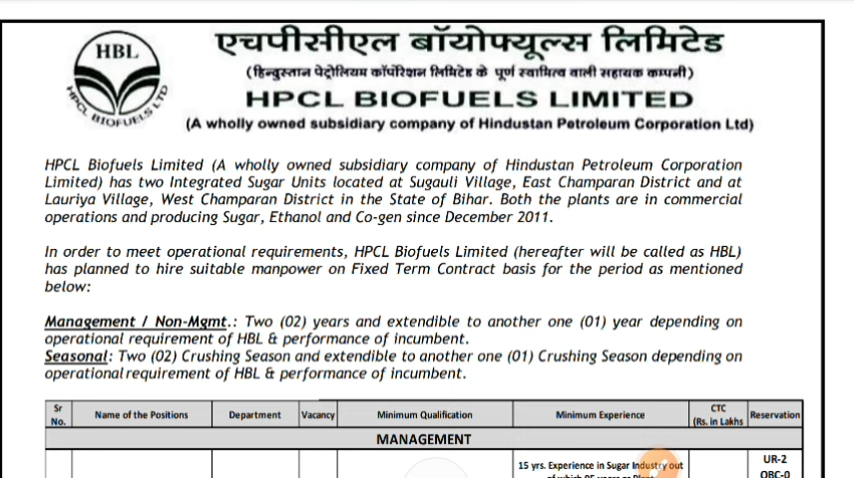 HBL
HPCL BIOFUELS LTD
एचपीसीएल बॉयोफ्यूल्स लिमिटेड
(हिन्दुस्तान पेट्रोलियम कॉर्पोरेशन लिमिटेड के पूर्ण स्वामित्व वाली सहायक कम्पनी)
HPCL BIOFUELS LIMITED
(A wholly owned subsidiary company of Hindustan Petroleum Corporation Ltd)
HPCL Biofuels Limited (A wholly owned subsidiary company of Hindustan Petroleum Corporation
Limited) has two Integrated Sugar Units located at Sugauli Village, East Champaran District and at
Lauriya Village, West Champaran District in the State of Bihar. Both the plants are in commercial
operations and producing Sugar, Ethanol and Co-gen since December 2011.
In order to meet operational requirements, HPCL Biofuels Limited (hereafter will be called as HBL)
has planned to hire suitable manpower on Fixed Term Contract basis for the period as mentioned
below:
Management / Non-Mgmt.: Two (02) years and extendible to another one (01) year depending on
operational requirement of HBL & performance of incumbent.
Seasonal: Two (02) Crushing Season and extendible to another one (01) Crushing Season depending on
operational requirement of HBL & performance of incumbent.
Sr No. Name of the Positions Department Vacancy Minimum Qualification Minimum Experience CTC (Rs. in Lakhs Reservation
MANAGEMENT
15 yrs. Experience in Sugar Industry out
UR-2
OBC-0